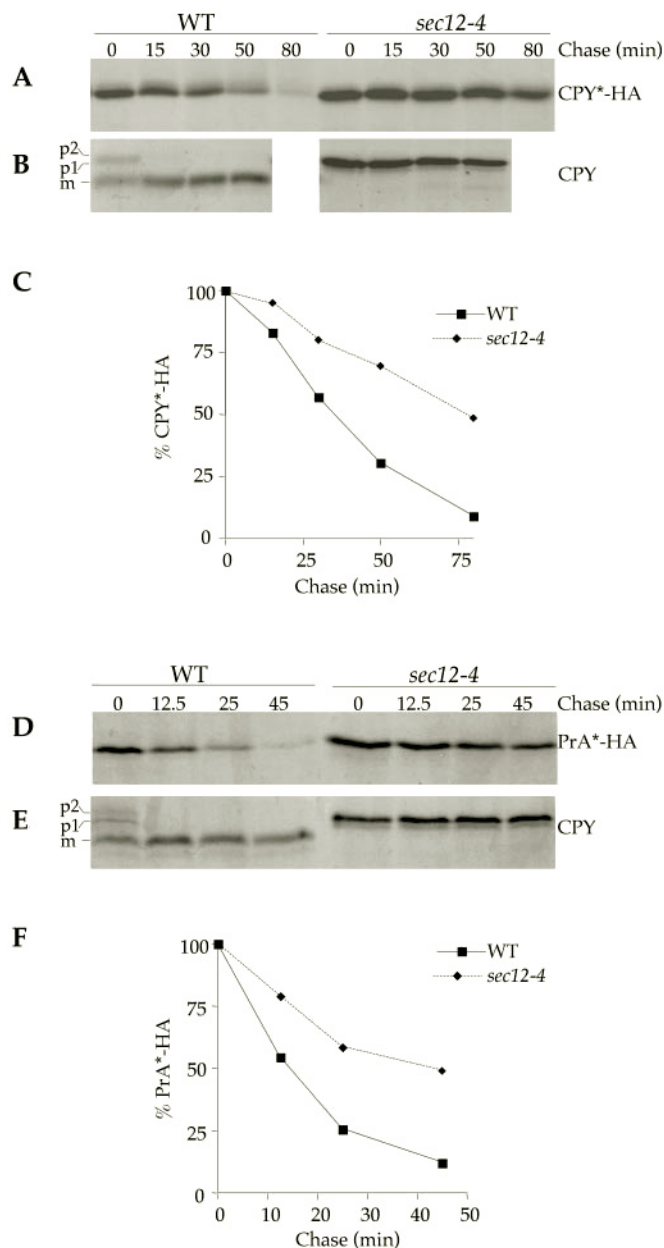 WT sec12-4
0 15 30 50 80 0 15 30 50 80 Chase (min)
A CPY*-HA
B p2 p1 m CPY
C
100
75
50
25
0
% CPY*-HA
WT
sec12-4
0 25 50 75
Chase (min)
WT sec12-4
0 12.5 25 45 0 12.5 25 45 Chase (min)
D PrA*-HA
E p2 p1 m CPY
F
100
75
50
25
0
% PrA*-HA
WT
sec12-4
0 10 20 30 40 50
Chase (min)